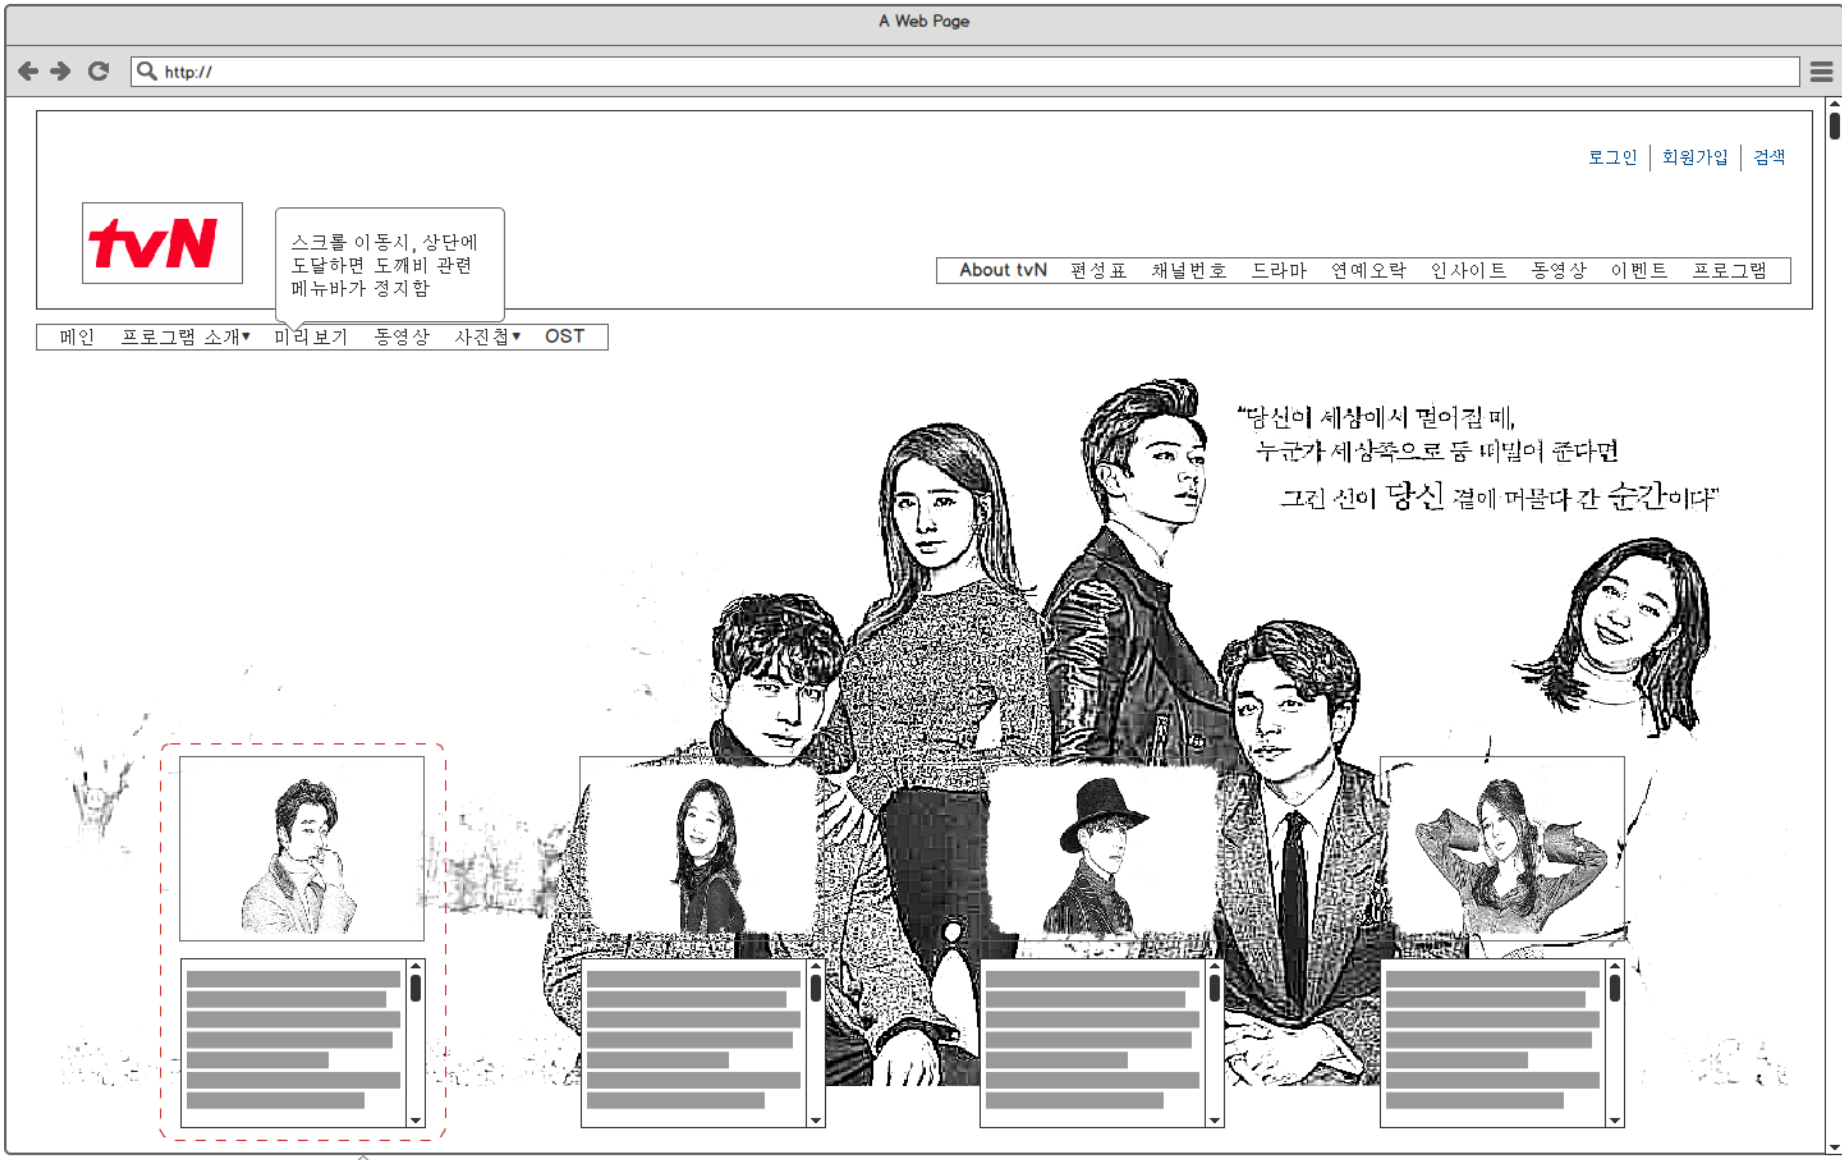 A Web Page
http://
로그인 회원가입 검색
tvN
스크롤 이동시, 상단에
도달하면 도깨비 관련
메뉴바가 정지함
About tvN 편성표 채널번호 드라마 연예오락 인사이트 동영상 이벤트 프로그램
메인 프로그램 소개▾ 미리보기 동영상 사진첩▾ OST
“당신이 세상에서 멀어질 때,
누군가 세상쪽으로 등 떠밀어 준다면
그건 신이 당신 곁에 머물다 간 순간이다”